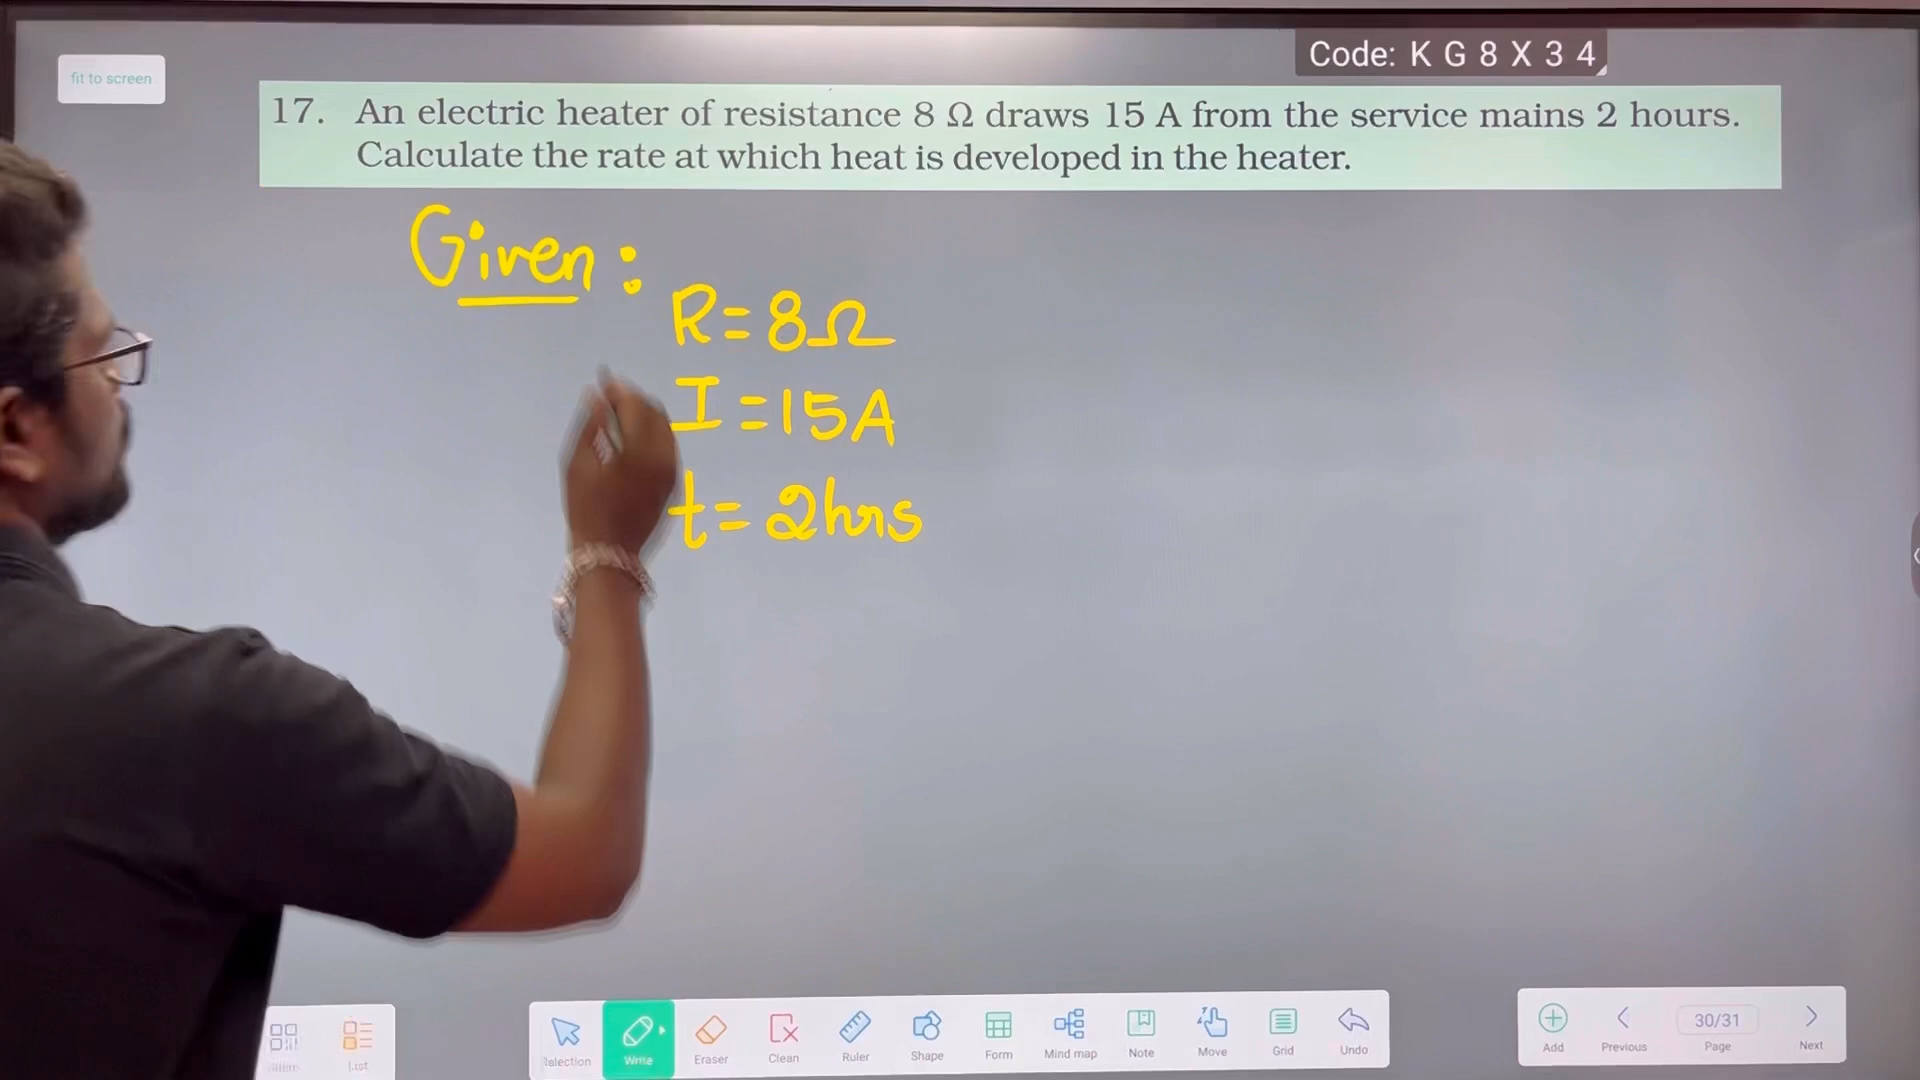 fit to screen
Code: K G 8 X 3 4
17. An electric heater of resistance 8 Ω draws 15 A from the service mains 2 hours.
Calculate the rate at which heat is developed in the heater.
Given :
R = 8Ω
I = 15A
t = 2hrs
List
Selection
Write
Eraser
Clean
Ruler
Shape
Form
Mind map
Note
Move
Grid
Undo
Add
Previous
30/31
Page
Next